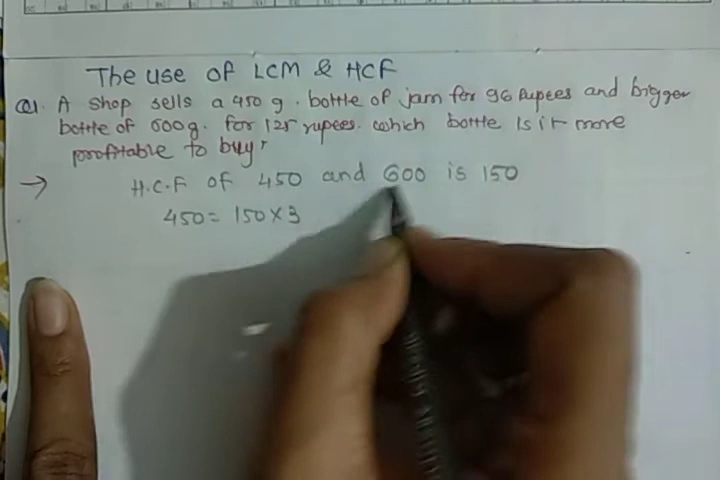 The use of LCM & HCF
Q1. A shop sells a 450 g. bottle of jam for 96 Rupees and bigger
bottle of 600g. for 125 rupees. which bottle Is it more
profitable to buy?
→ H.C.F of 450 and 600 is 150
450 = 150 × 3